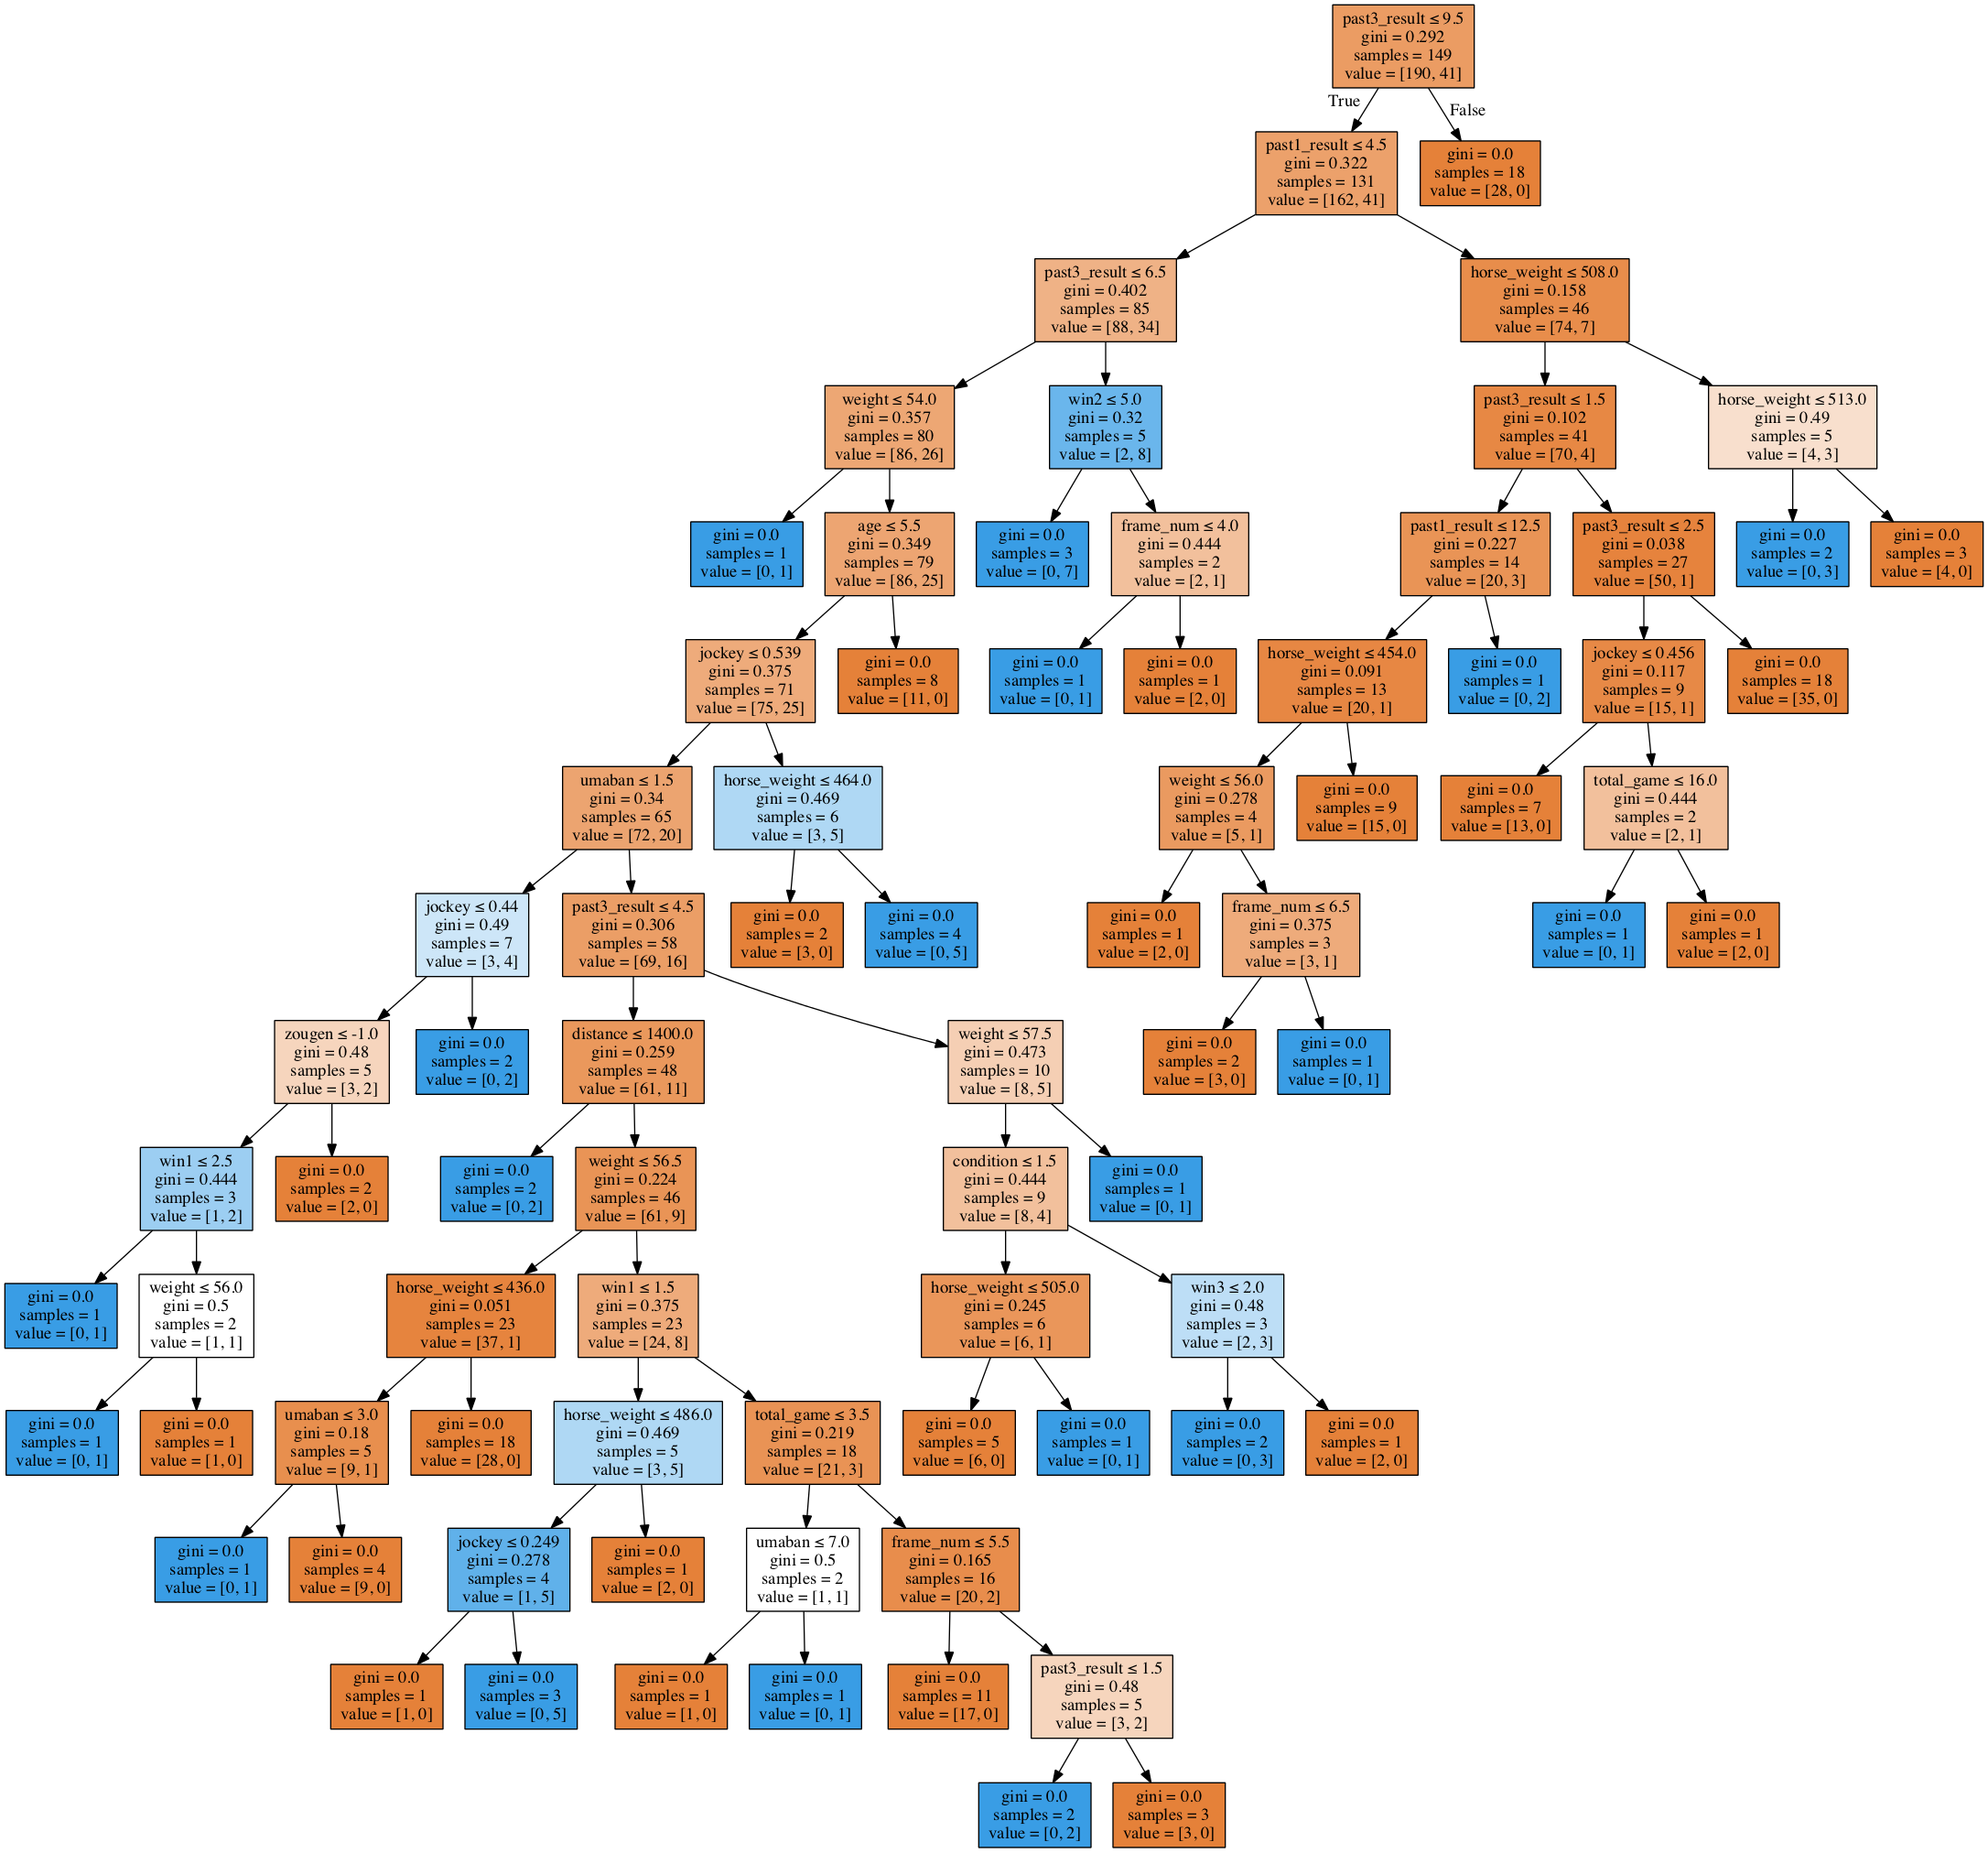 past3_result ≤ 9.5
gini = 0.292
samples = 149
value = [190, 41]
True
False
past1_result ≤ 4.5
gini = 0.322
samples = 131
value = [162, 41]
gini = 0.0
samples = 18
value = [28, 0]
past3_result ≤ 6.5
gini = 0.402
samples = 85
value = [88, 34]
horse_weight ≤ 508.0
gini = 0.158
samples = 46
value = [74, 7]
weight ≤ 54.0
gini = 0.357
samples = 80
value = [86, 26]
win2 ≤ 5.0
gini = 0.32
samples = 5
value = [2, 8]
past3_result ≤ 1.5
gini = 0.102
samples = 41
value = [70, 4]
horse_weight ≤ 513.0
gini = 0.49
samples = 5
value = [4, 3]
gini = 0.0
samples = 1
value = [0, 1]
age ≤ 5.5
gini = 0.349
samples = 79
value = [86, 25]
gini = 0.0
samples = 3
value = [0, 7]
frame_num ≤ 4.0
gini = 0.444
samples = 2
value = [2, 1]
past1_result ≤ 12.5
gini = 0.227
samples = 14
value = [20, 3]
past3_result ≤ 2.5
gini = 0.038
samples = 27
value = [50, 1]
gini = 0.0
samples = 2
value = [0, 3]
gini = 0.0
samples = 3
value = [4, 0]
jockey ≤ 0.539
gini = 0.375
samples = 71
value = [75, 25]
gini = 0.0
samples = 8
value = [11, 0]
gini = 0.0
samples = 1
value = [0, 1]
gini = 0.0
samples = 1
value = [2, 0]
horse_weight ≤ 454.0
gini = 0.091
samples = 13
value = [20, 1]
gini = 0.0
samples = 1
value = [0, 2]
jockey ≤ 0.456
gini = 0.117
samples = 9
value = [15, 1]
gini = 0.0
samples = 18
value = [35, 0]
umaban ≤ 1.5
gini = 0.34
samples = 65
value = [72, 20]
horse_weight ≤ 464.0
gini = 0.469
samples = 6
value = [3, 5]
weight ≤ 56.0
gini = 0.278
samples = 4
value = [5, 1]
gini = 0.0
samples = 9
value = [15, 0]
gini = 0.0
samples = 7
value = [13, 0]
total_game ≤ 16.0
gini = 0.444
samples = 2
value = [2, 1]
jockey ≤ 0.44
gini = 0.49
samples = 7
value = [3, 4]
past3_result ≤ 4.5
gini = 0.306
samples = 58
value = [69, 16]
gini = 0.0
samples = 2
value = [3, 0]
gini = 0.0
samples = 4
value = [0, 5]
gini = 0.0
samples = 1
value = [2, 0]
frame_num ≤ 6.5
gini = 0.375
samples = 3
value = [3, 1]
gini = 0.0
samples = 1
value = [0, 1]
gini = 0.0
samples = 1
value = [2, 0]
zougen ≤ -1.0
gini = 0.48
samples = 5
value = [3, 2]
gini = 0.0
samples = 2
value = [0, 2]
distance ≤ 1400.0
gini = 0.259
samples = 48
value = [61, 11]
weight ≤ 57.5
gini = 0.473
samples = 10
value = [8, 5]
gini = 0.0
samples = 2
value = [3, 0]
gini = 0.0
samples = 1
value = [0, 1]
win1 ≤ 2.5
gini = 0.444
samples = 3
value = [1, 2]
gini = 0.0
samples = 2
value = [2, 0]
gini = 0.0
samples = 2
value = [0, 2]
weight ≤ 56.5
gini = 0.224
samples = 46
value = [61, 9]
condition ≤ 1.5
gini = 0.444
samples = 9
value = [8, 4]
gini = 0.0
samples = 1
value = [0, 1]
gini = 0.0
samples = 1
value = [0, 1]
weight ≤ 56.0
gini = 0.5
samples = 2
value = [1, 1]
horse_weight ≤ 436.0
gini = 0.051
samples = 23
value = [37, 1]
win1 ≤ 1.5
gini = 0.375
samples = 23
value = [24, 8]
horse_weight ≤ 505.0
gini = 0.245
samples = 6
value = [6, 1]
win3 ≤ 2.0
gini = 0.48
samples = 3
value = [2, 3]
gini = 0.0
samples = 1
value = [0, 1]
gini = 0.0
samples = 1
value = [1, 0]
umaban ≤ 3.0
gini = 0.18
samples = 5
value = [9, 1]
gini = 0.0
samples = 18
value = [28, 0]
horse_weight ≤ 486.0
gini = 0.469
samples = 5
value = [3, 5]
total_game ≤ 3.5
gini = 0.219
samples = 18
value = [21, 3]
gini = 0.0
samples = 5
value = [6, 0]
gini = 0.0
samples = 1
value = [0, 1]
gini = 0.0
samples = 2
value = [0, 3]
gini = 0.0
samples = 1
value = [2, 0]
gini = 0.0
samples = 1
value = [0, 1]
gini = 0.0
samples = 4
value = [9, 0]
jockey ≤ 0.249
gini = 0.278
samples = 4
value = [1, 5]
gini = 0.0
samples = 1
value = [2, 0]
umaban ≤ 7.0
gini = 0.5
samples = 2
value = [1, 1]
frame_num ≤ 5.5
gini = 0.165
samples = 16
value = [20, 2]
gini = 0.0
samples = 1
value = [1, 0]
gini = 0.0
samples = 3
value = [0, 5]
gini = 0.0
samples = 1
value = [1, 0]
gini = 0.0
samples = 1
value = [0, 1]
gini = 0.0
samples = 11
value = [17, 0]
past3_result ≤ 1.5
gini = 0.48
samples = 5
value = [3, 2]
gini = 0.0
samples = 2
value = [0, 2]
gini = 0.0
samples = 3
value = [3, 0]